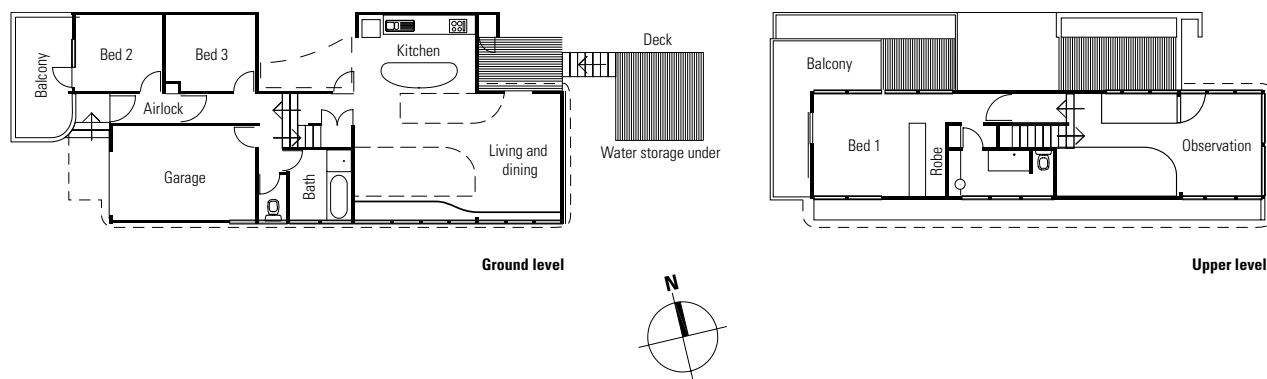 Balcony
Bed 2
Bed 3
Kitchen
Deck
Airlock
Garage
Bath
Living and
dining
Water storage under
Ground level
Balcony
Bed 1
Robe
Observation
Upper level
N